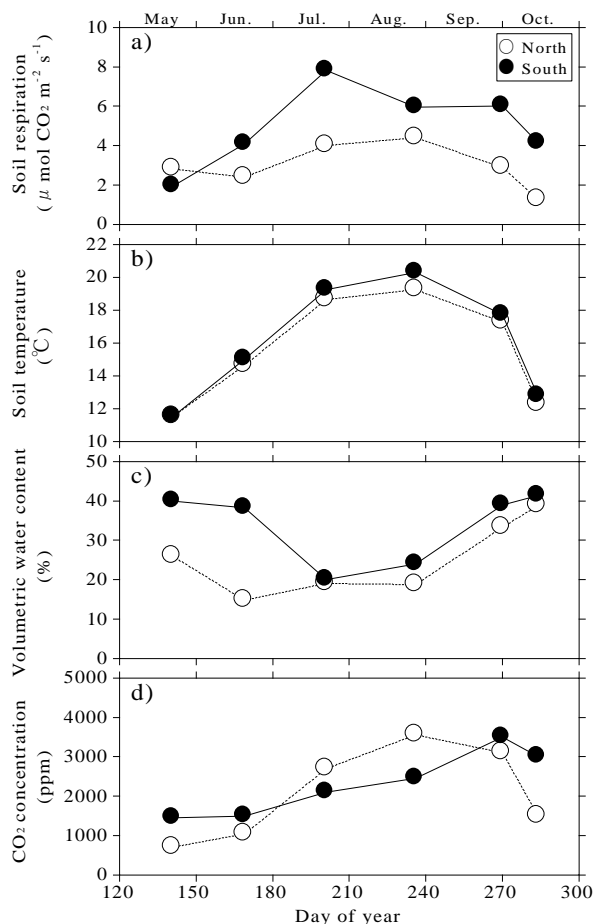 May Jun. Jul. Aug. Sep. Oct.
a)
North
South
10
8
6
4
2
0
Soil respiration
( μ mol CO₂ m⁻² s⁻¹ )
b)
22
20
18
16
14
12
10
Soil temperature
(℃)
c)
50
40
30
20
10
0
Volumetric water content
(%)
d)
5000
4000
3000
2000
1000
0
CO₂ concentration
(ppm)
120 150 180 210 240 270 300
Day of year